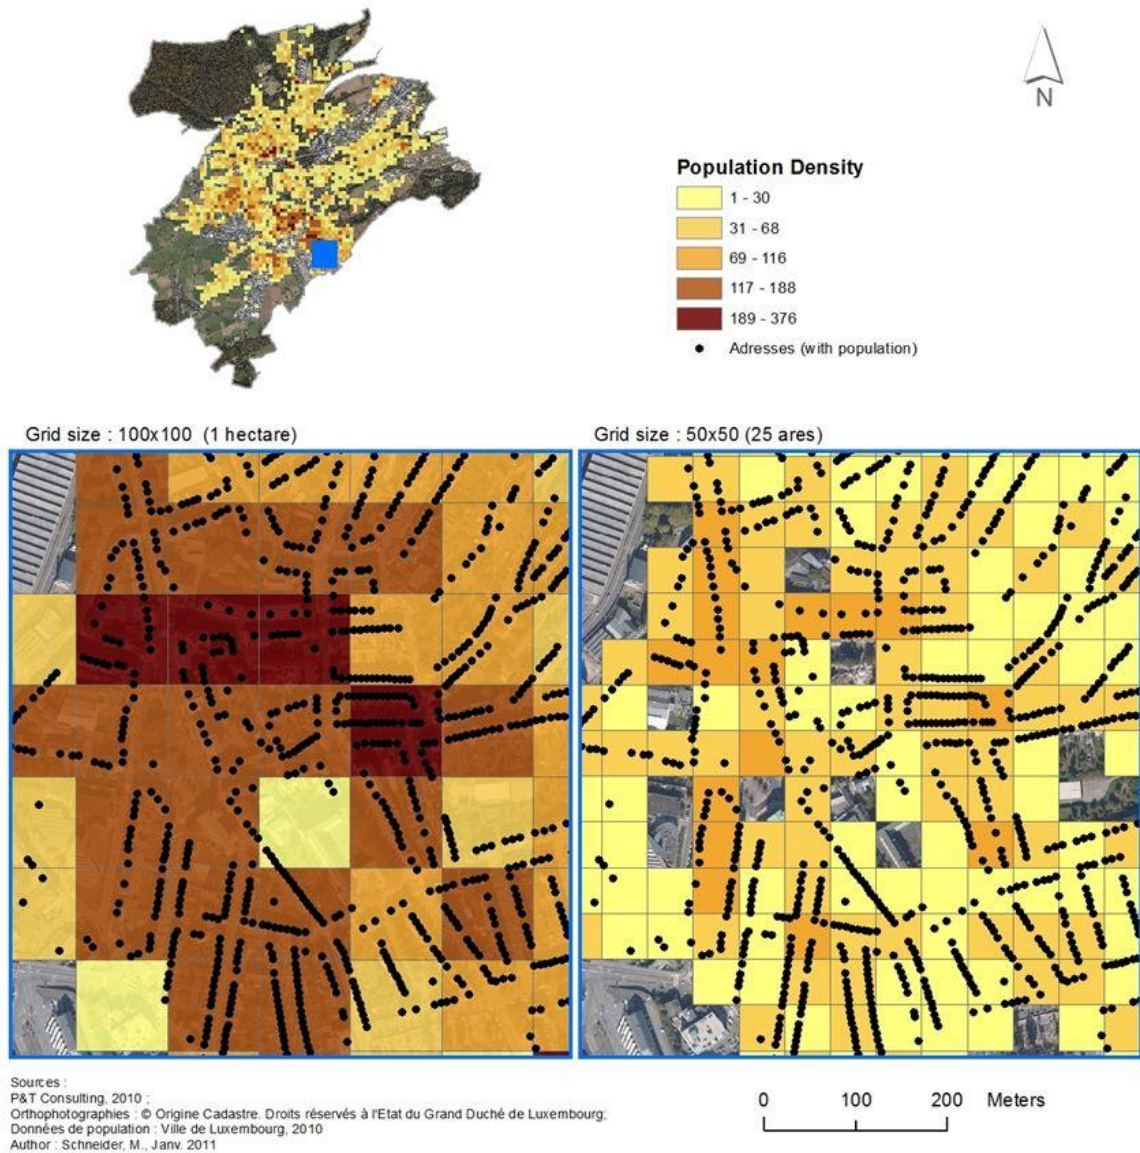 N
Population Density
1 - 30
31 - 68
69 - 116
117 - 188
189 - 376
Adresses (with population)
Grid size : 100x100 (1 hectare)
Grid size : 50x50 (25 ares)
Sources :
P&T Consulting, 2010 ;
Orthophotographies : © Origine Cadastre. Droits réservés à l'Etat du Grand Duché de Luxembourg;
Données de population : Ville de Luxembourg, 2010
Author : Schneider, M., Janv. 2011
0 100 200 Meters